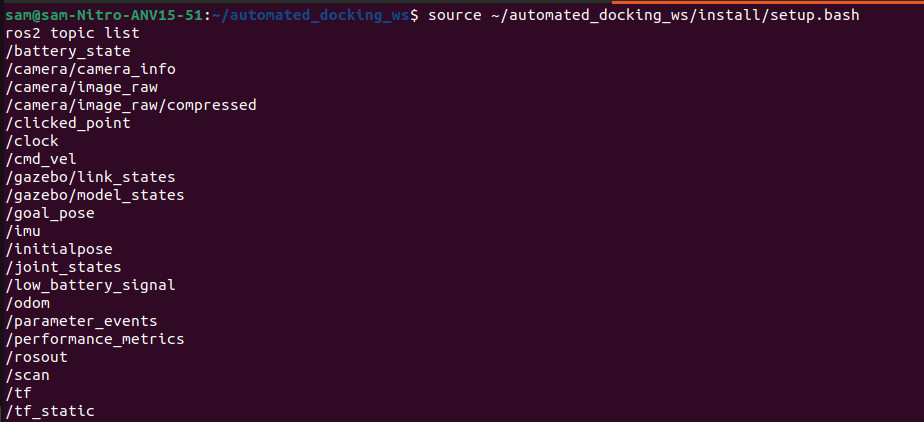 sam@sam-Nitro-ANV15-51:~/automated_docking_ws$ source ~/automated_docking_ws/install/setup.bash
ros2 topic list
/battery_state
/camera/camera_info
/camera/image_raw
/camera/image_raw/compressed
/clicked_point
/clock
/cmd_vel
/gazebo/link_states
/gazebo/model_states
/goal_pose
/imu
/initialpose
/joint_states
/low_battery_signal
/odom
/parameter_events
/performance_metrics
/rosout
/scan
/tf
/tf_static